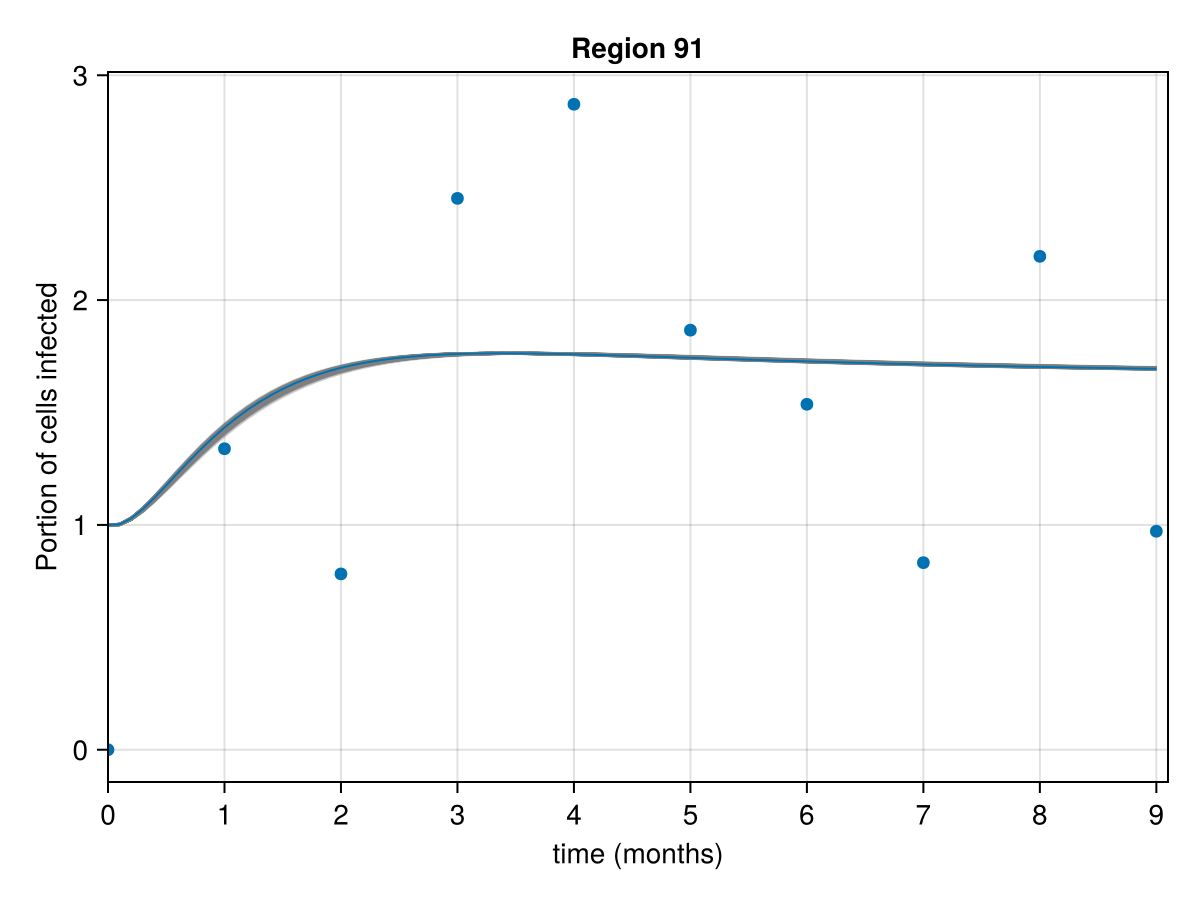 Region 91
Portion of cells infected
3
2
1
0
0 1 2 3 4 5 6 7 8 9
time (months)